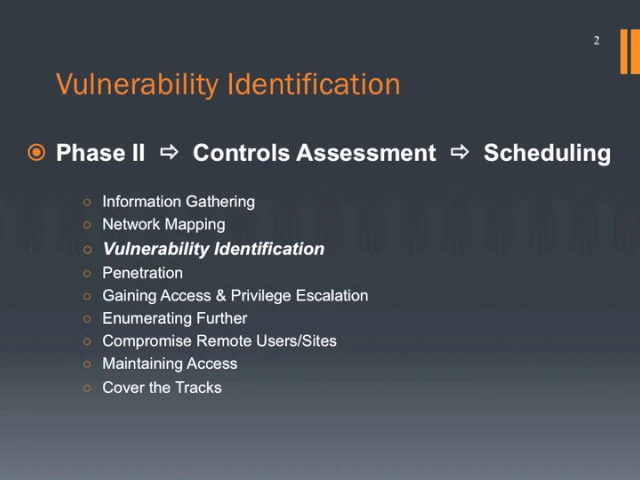 2
Vulnerability Identification
Phase II ⇨ Controls Assessment ⇨ Scheduling
Information Gathering
Network Mapping
Vulnerability Identification
Penetration
Gaining Access & Privilege Escalation
Enumerating Further
Compromise Remote Users/Sites
Maintaining Access
Cover the Tracks